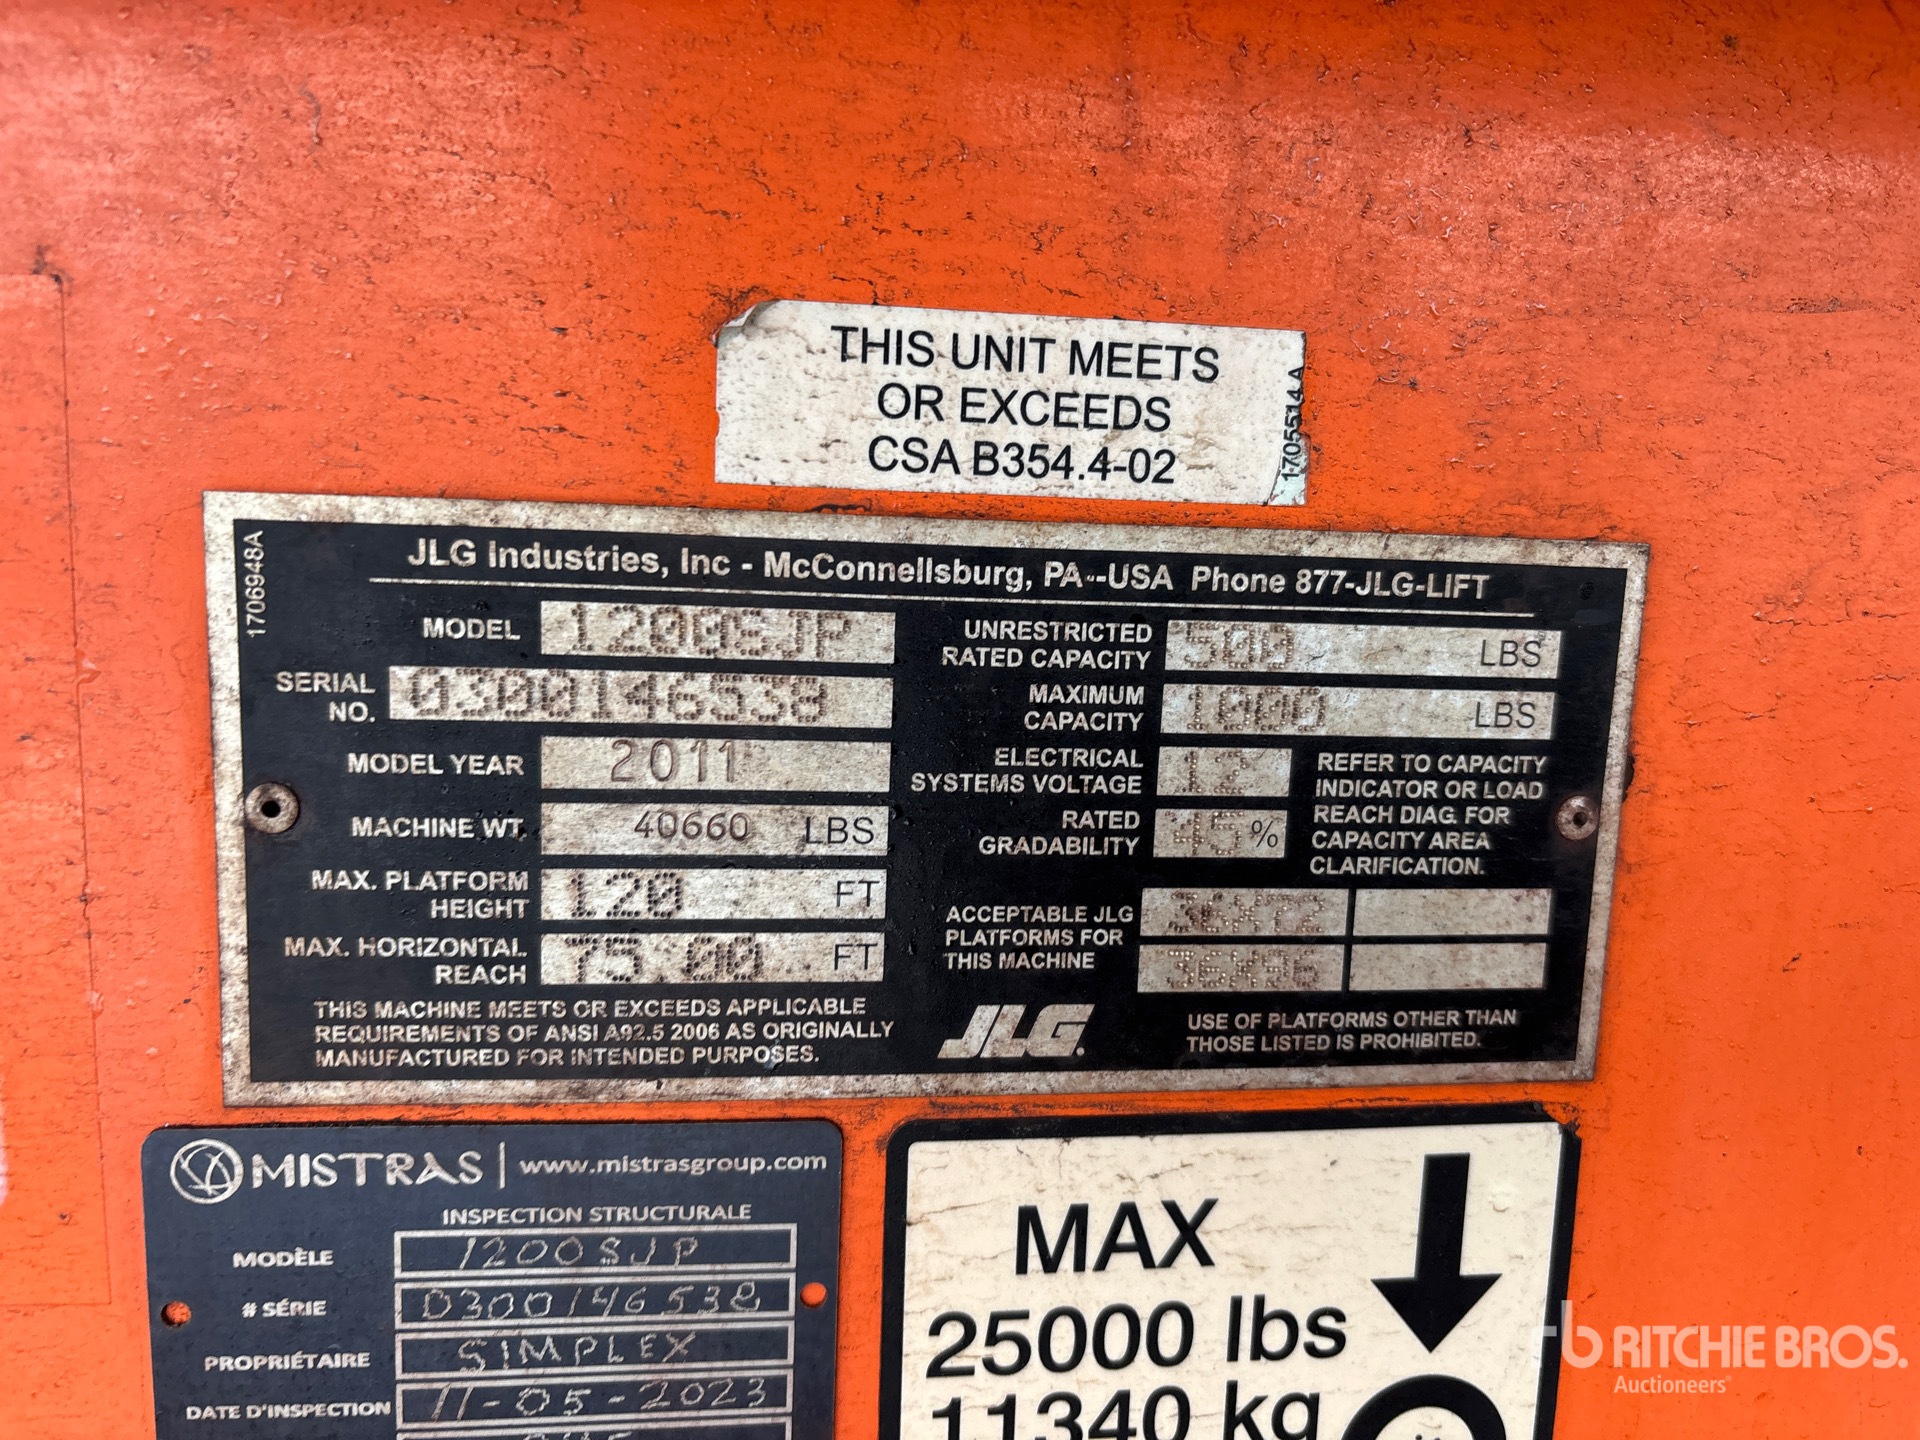 THIS UNIT MEETS
OR EXCEEDS
CSA B354.4-02
1705514 A
1706948A
JLG Industries, Inc - McConnellsburg, PA--USA Phone 877-JLG-LIFT
MODEL 1200SJP
SERIAL NO. 0300146538
MODEL YEAR 2011
MACHINE WT. 40660 LBS
MAX. PLATFORM HEIGHT 120 FT
MAX. HORIZONTAL REACH 75.00 FT
THIS MACHINE MEETS OR EXCEEDS APPLICABLE
REQUIREMENTS OF ANSI A92.5 2006 AS ORIGINALLY
MANUFACTURED FOR INTENDED PURPOSES.
UNRESTRICTED RATED CAPACITY 500 LBS
MAXIMUM CAPACITY 1000 LBS
ELECTRICAL SYSTEMS VOLTAGE 12
RATED GRADABILITY 45 %
REFER TO CAPACITY
INDICATOR OR LOAD
REACH DIAG. FOR
CAPACITY AREA
CLARIFICATION.
ACCEPTABLE JLG
PLATFORMS FOR
THIS MACHINE
36X72
36X96
JLG
USE OF PLATFORMS OTHER THAN
THOSE LISTED IS PROHIBITED.
MISTRAS | www.mistrasgroup.com
INSPECTION STRUCTURALE
MODÈLE 1200SJP
# SÉRIE 0300146538
PROPRIÉTAIRE SIMPLEX
DATE D'INSPECTION 11-05-2023
MAX
25000 lbs
11340 kg
RITCHIE BROS.
Auctioneers